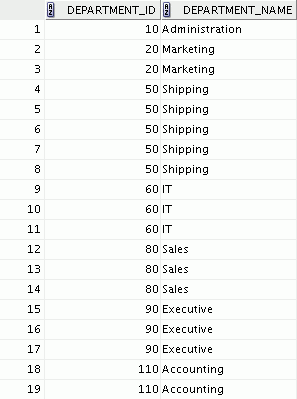 DEPARTMENT_ID DEPARTMENT_NAME
1 10 Administration
2 20 Marketing
3 20 Marketing
4 50 Shipping
5 50 Shipping
6 50 Shipping
7 50 Shipping
8 50 Shipping
9 60 IT
10 60 IT
11 60 IT
12 80 Sales
13 80 Sales
14 80 Sales
15 90 Executive
16 90 Executive
17 90 Executive
18 110 Accounting
19 110 Accounting